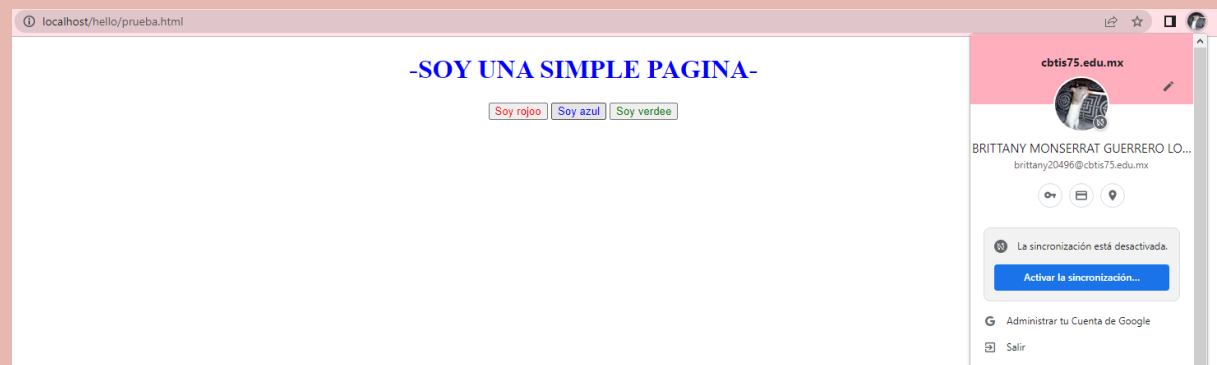 localhost/hello/prueba.html
-SOY UNA SIMPLE PAGINA-
Soy rojoo Soy azul Soy verdee
cbtis75.edu.mx
BRITTANY MONSERRAT GUERRERO LO...
brittany20496@cbtis75.edu.mx
La sincronización está desactivada.
Activar la sincronización...
G Administrar tu Cuenta de Google
Salir